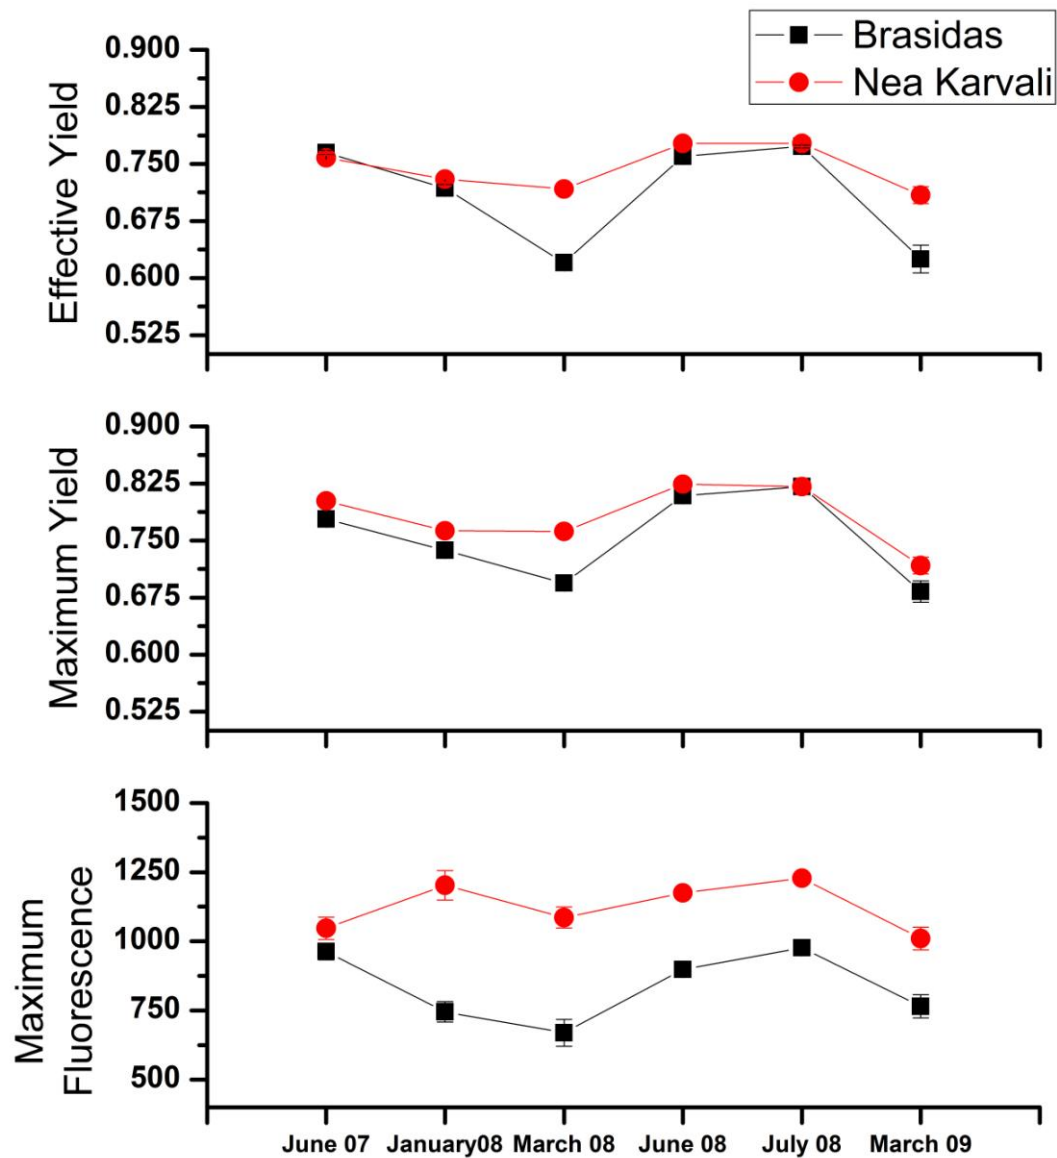 Brasidas
Nea Karvali
Effective Yield
0.900
0.825
0.750
0.675
0.600
0.525
Maximum Yield
0.900
0.825
0.750
0.675
0.600
0.525
Maximum
Fluorescence
1500
1250
1000
750
500
June 07 January08 March 08 June 08 July 08 March 09